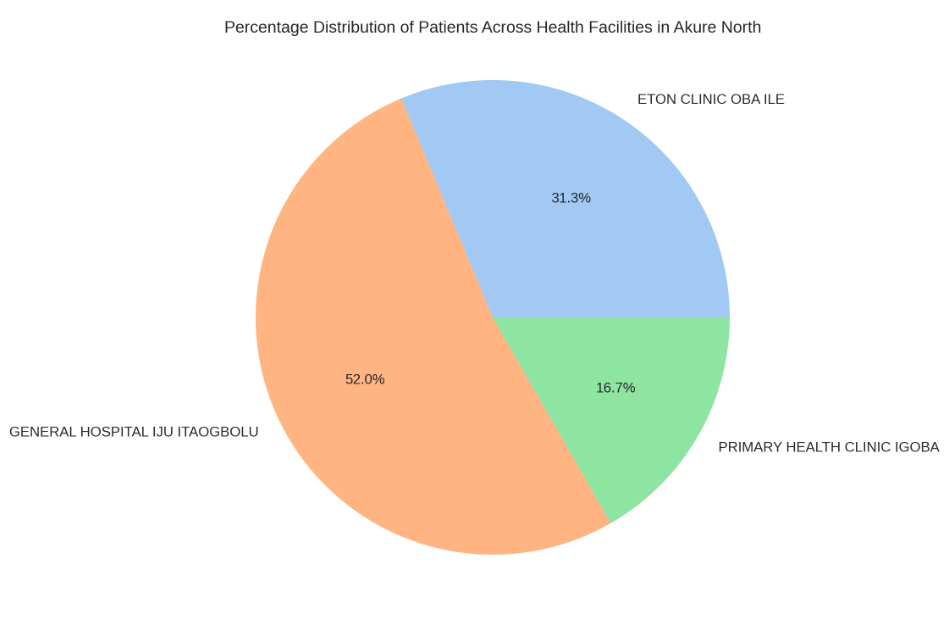 Percentage Distribution of Patients Across Health Facilities in Akure North
ETON CLINIC OBA ILE
31.3%
52.0%
16.7%
GENERAL HOSPITAL IJU ITAOGBOLU
PRIMARY HEALTH CLINIC IGOBA